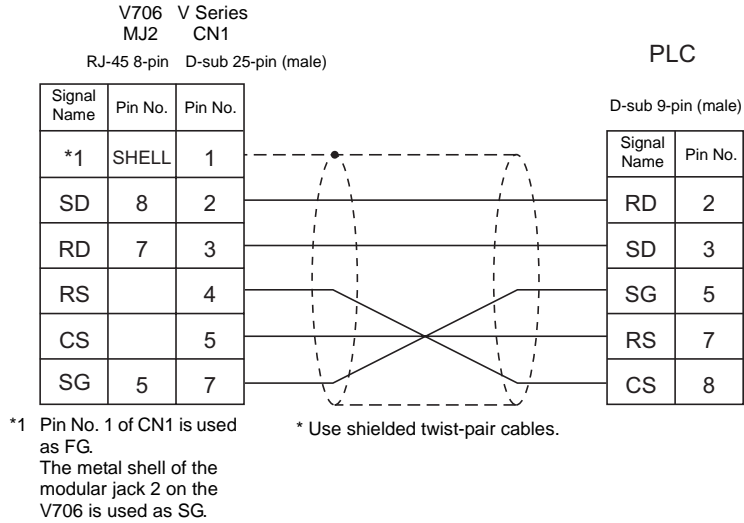 V706 V Series
MJ2 CN1
RJ-45 8-pin D-sub 25-pin (male)
PLC
D-sub 9-pin (male)
Signal Name Pin No. Pin No.
*1 SHELL 1
SD 8 2
RD 7 3
RS 4
CS 5
SG 5 7
Signal Name Pin No.
RD 2
SD 3
SG 5
RS 7
CS 8
*1 Pin No. 1 of CN1 is used
as FG.
The metal shell of the
modular jack 2 on the
V706 is used as SG.
* Use shielded twist-pair cables.